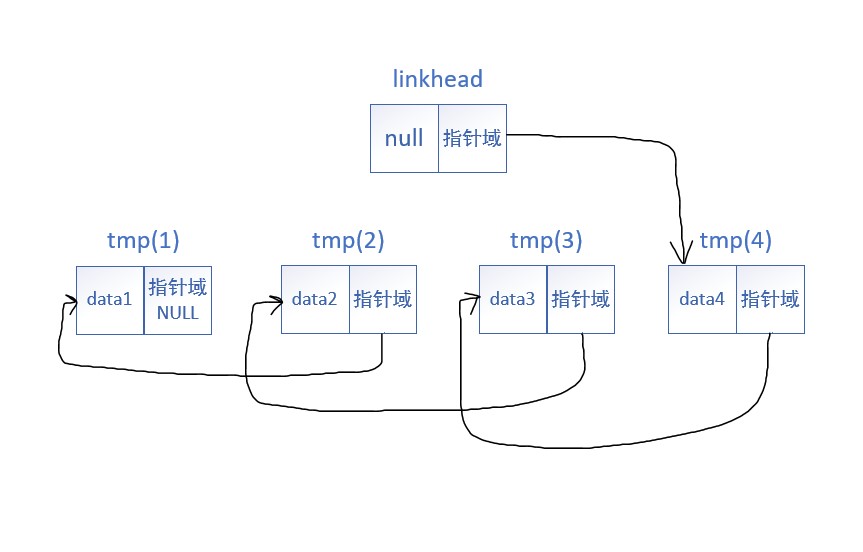 linkhead
null
指针域
tmp(1)
tmp(2)
tmp(3)
tmp(4)
data1
指针域
NULL
data2
指针域
data3
指针域
data4
指针域